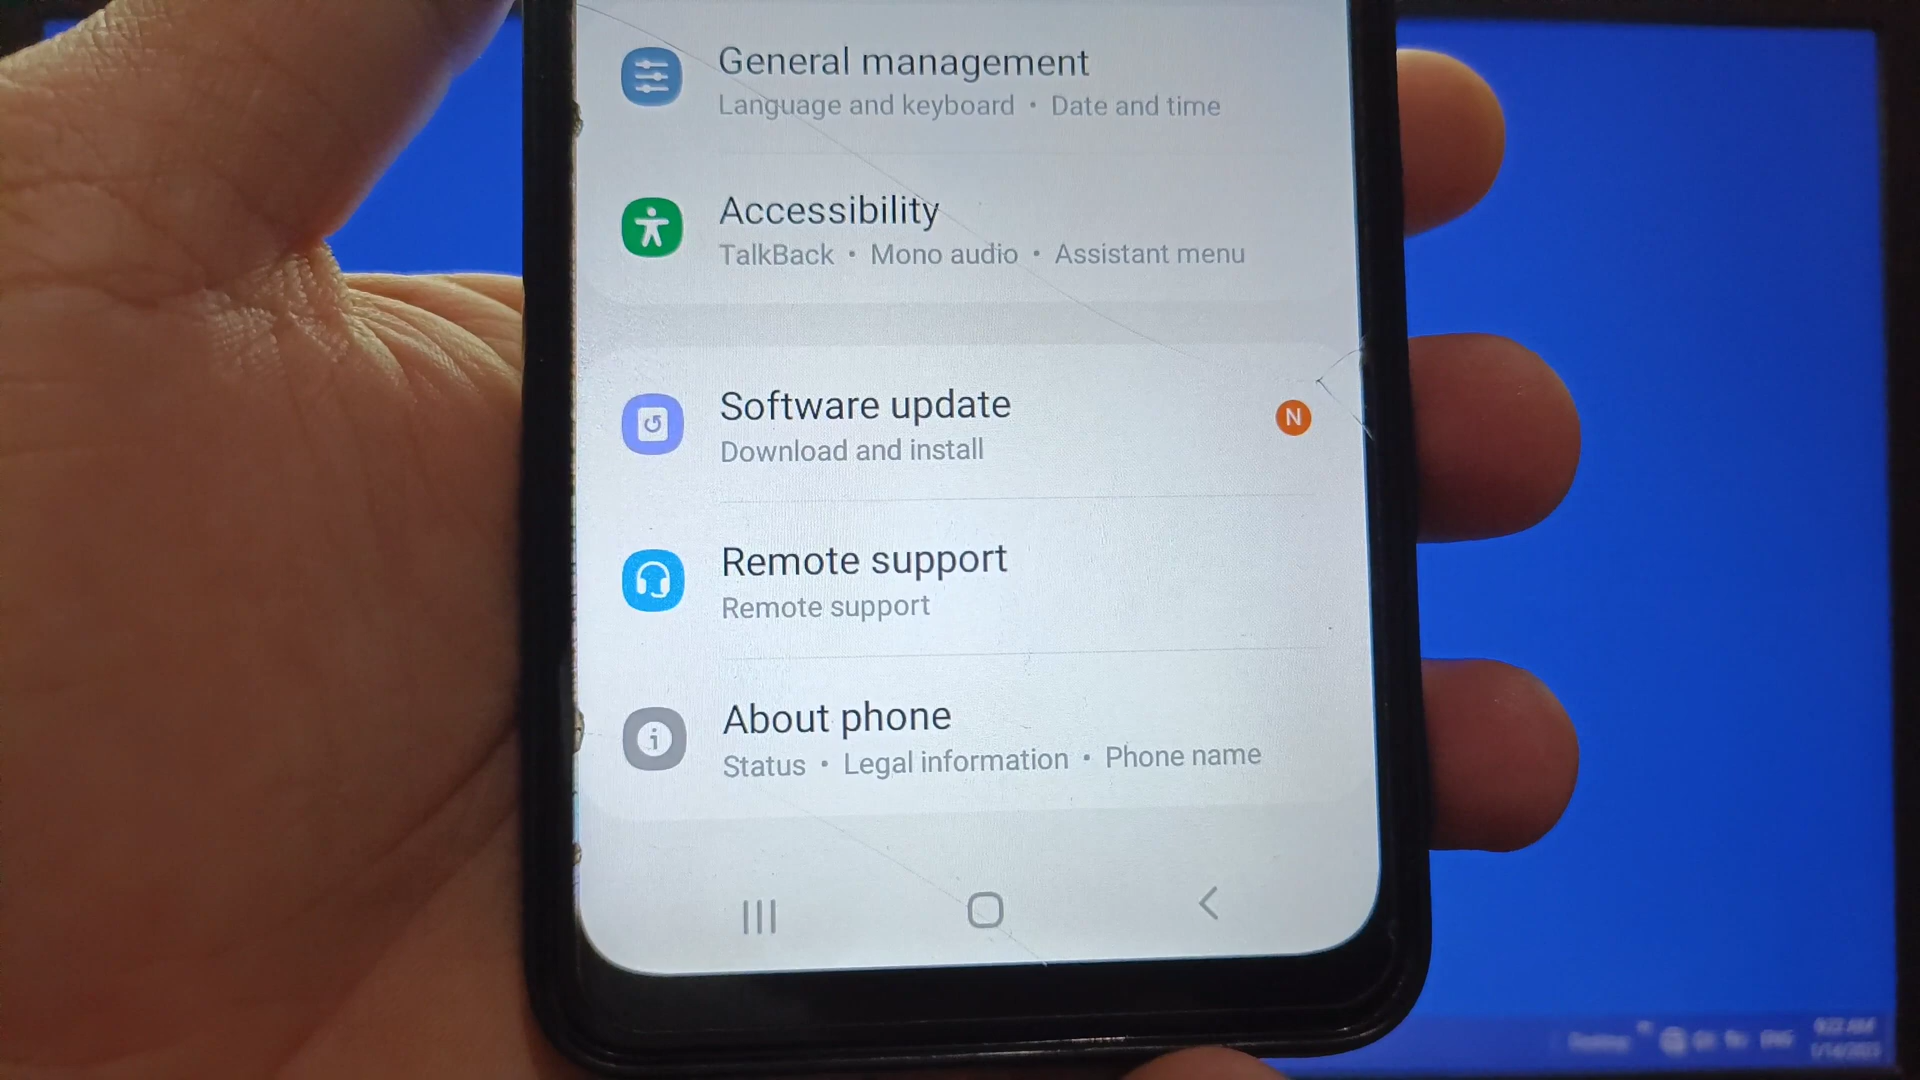 General management
Language and keyboard • Date and time
Accessibility
TalkBack • Mono audio • Assistant menu
Software update
N
Download and install
Remote support
Remote support
About phone
Status • Legal information • Phone name